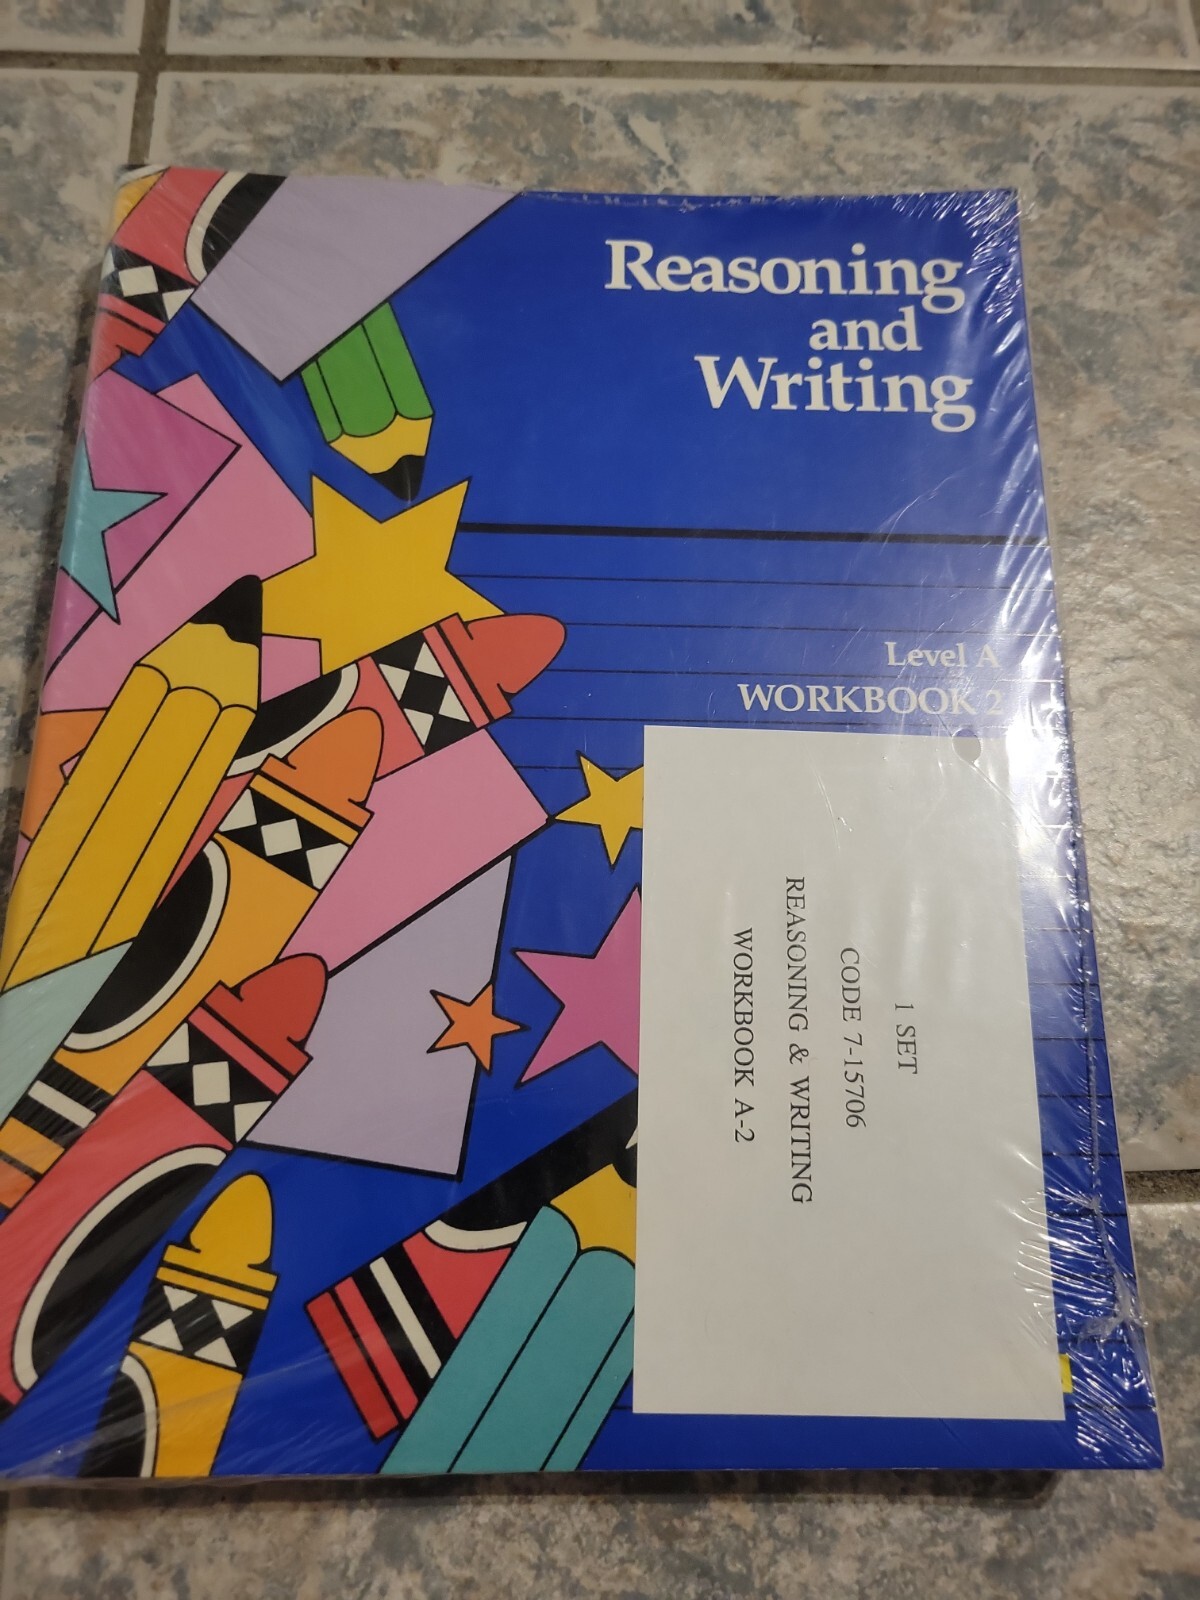 Reasoning
and
Writing
Level A
WORKBOOK 2
1 SET
CODE 7-15706
REASONING & WRITING
WORKBOOK A-2